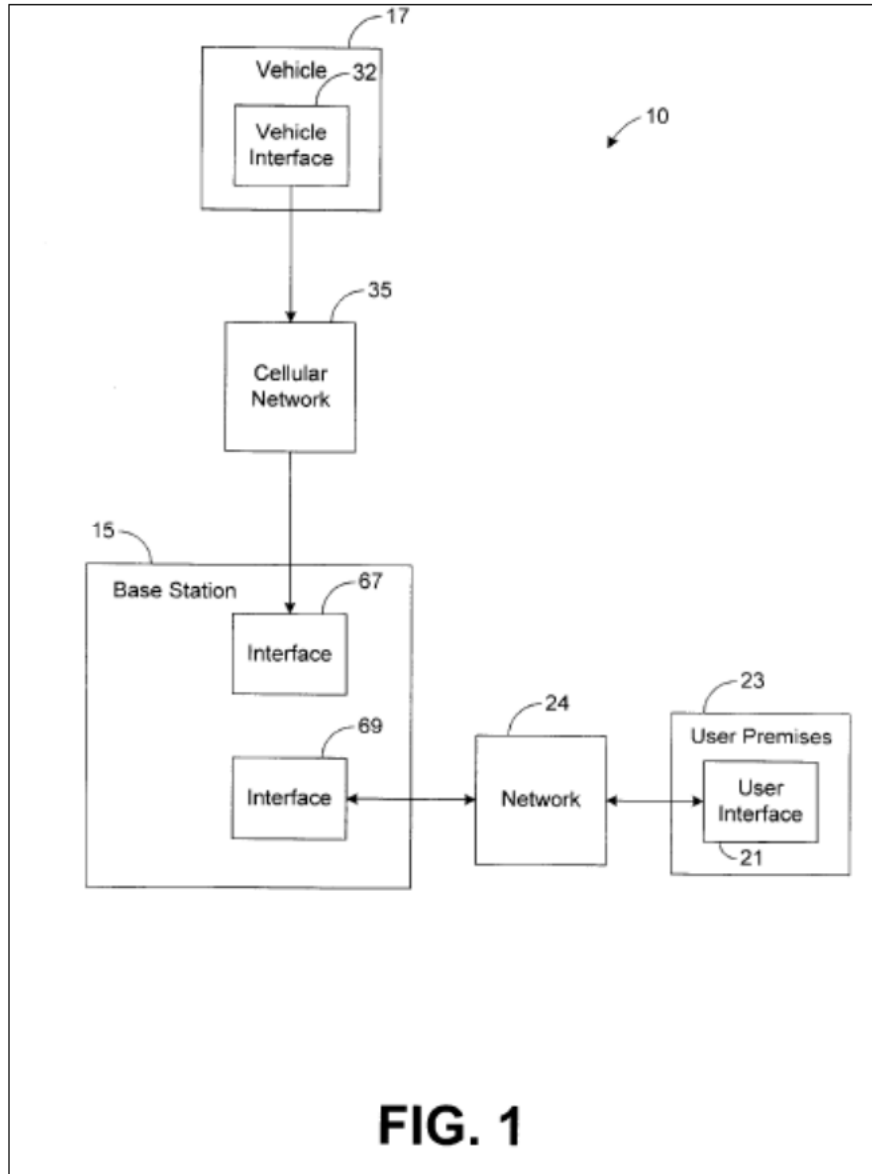 17
Vehicle
32
Vehicle
Interface
10
35
Cellular
Network
15
Base Station
67
Interface
69
Interface
24
Network
23
User Premises
User
Interface
21
FIG. 1